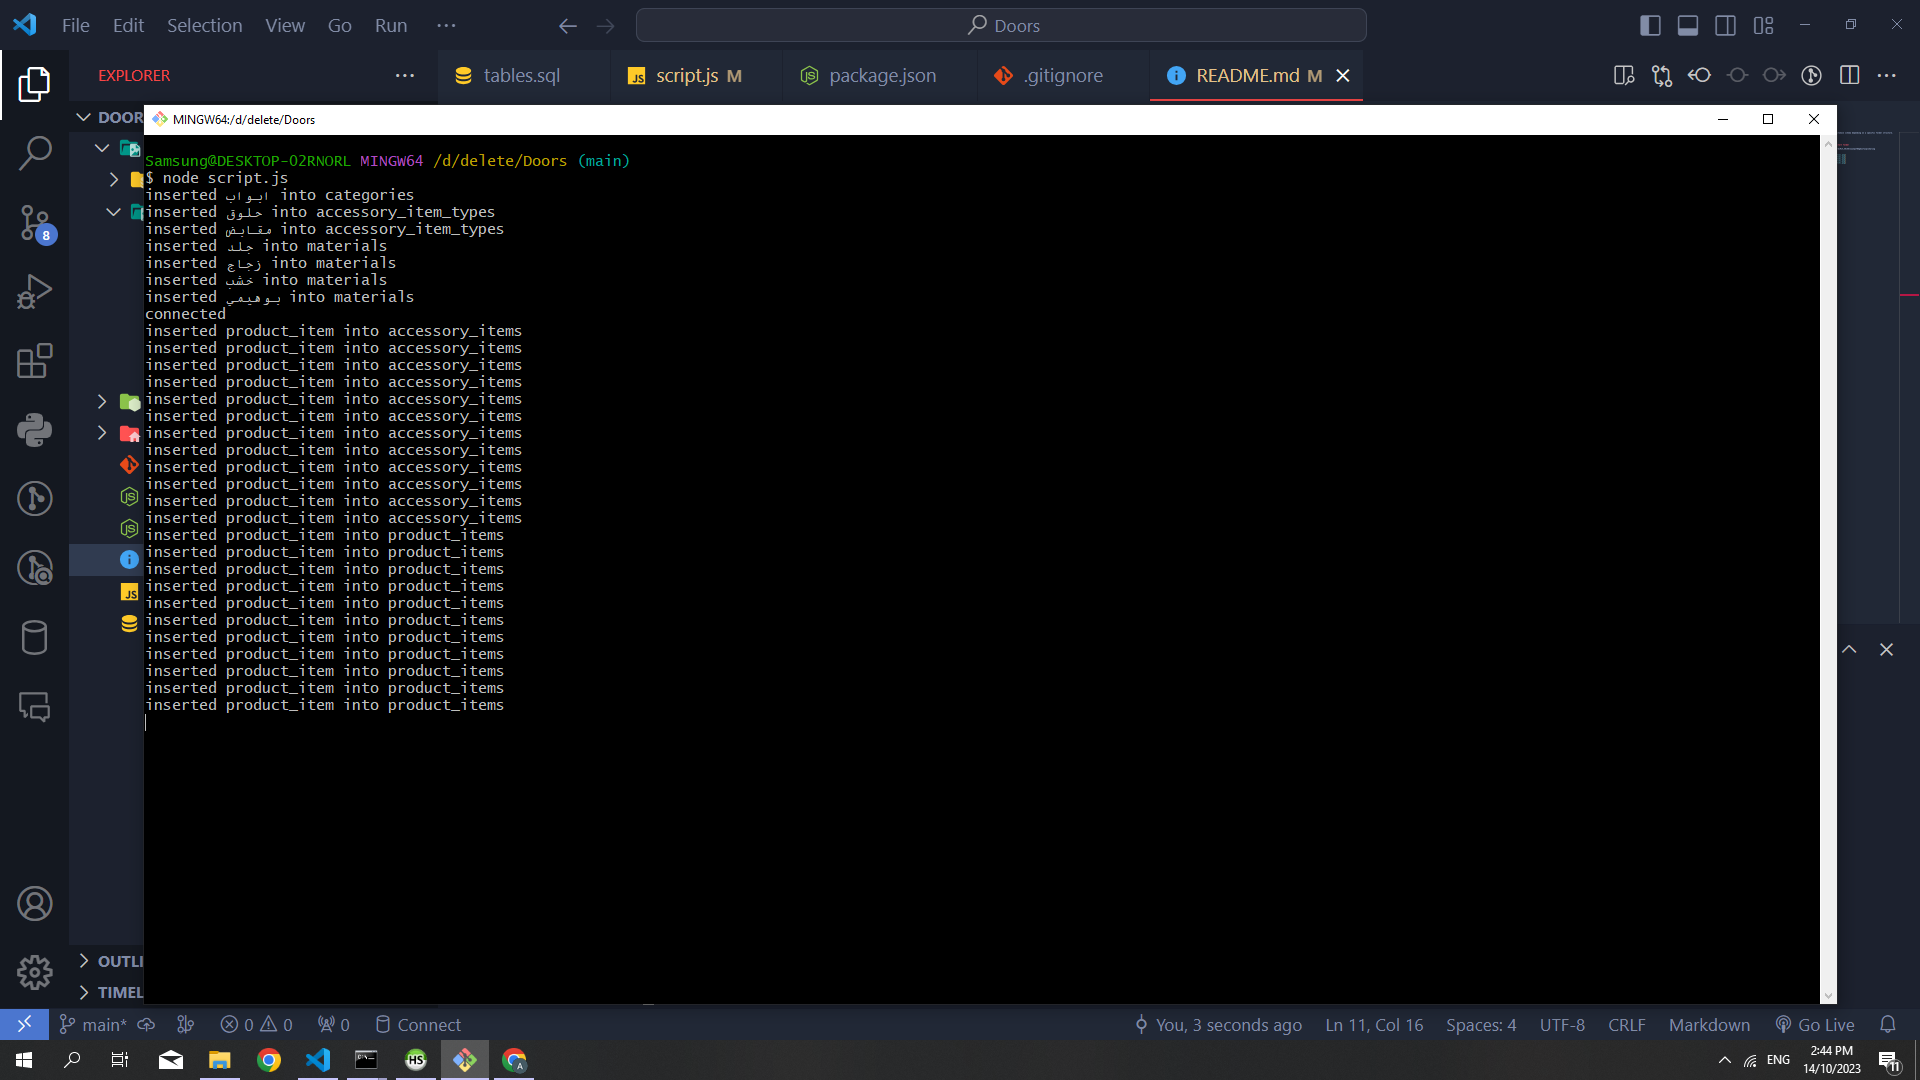 File Edit Selection View Go Run ··· Doors
EXPLORER ···
tables.sql
script.js M
package.json
.gitignore
README.md M
DOOR
MINGW64:/d/delete/Doors
Samsung@DESKTOP-O2RNORL MINGW64 /d/delete/Doors (main)
$ node script.js
inserted ابواب into categories
inserted حلوق into accessory_item_types
inserted مقابض into accessory_item_types
inserted جلد into materials
inserted زجاج into materials
inserted خشب into materials
inserted بوهيمي into materials
connected
inserted product_item into accessory_items
inserted product_item into accessory_items
inserted product_item into accessory_items
inserted product_item into accessory_items
inserted product_item into accessory_items
inserted product_item into accessory_items
inserted product_item into accessory_items
inserted product_item into accessory_items
inserted product_item into accessory_items
inserted product_item into accessory_items
inserted product_item into accessory_items
inserted product_item into accessory_items
inserted product_item into product_items
inserted product_item into product_items
inserted product_item into product_items
inserted product_item into product_items
inserted product_item into product_items
inserted product_item into product_items
inserted product_item into product_items
inserted product_item into product_items
inserted product_item into product_items
inserted product_item into product_items
inserted product_item into product_items
8
JS
JS
JS
OUTLI
TIMEL
main* 0 0 0 Connect You, 3 seconds ago Ln 11, Col 16 Spaces: 4 UTF-8 CRLF Markdown Go Live
HS A ENG
2:44 PM
14/10/2023
11